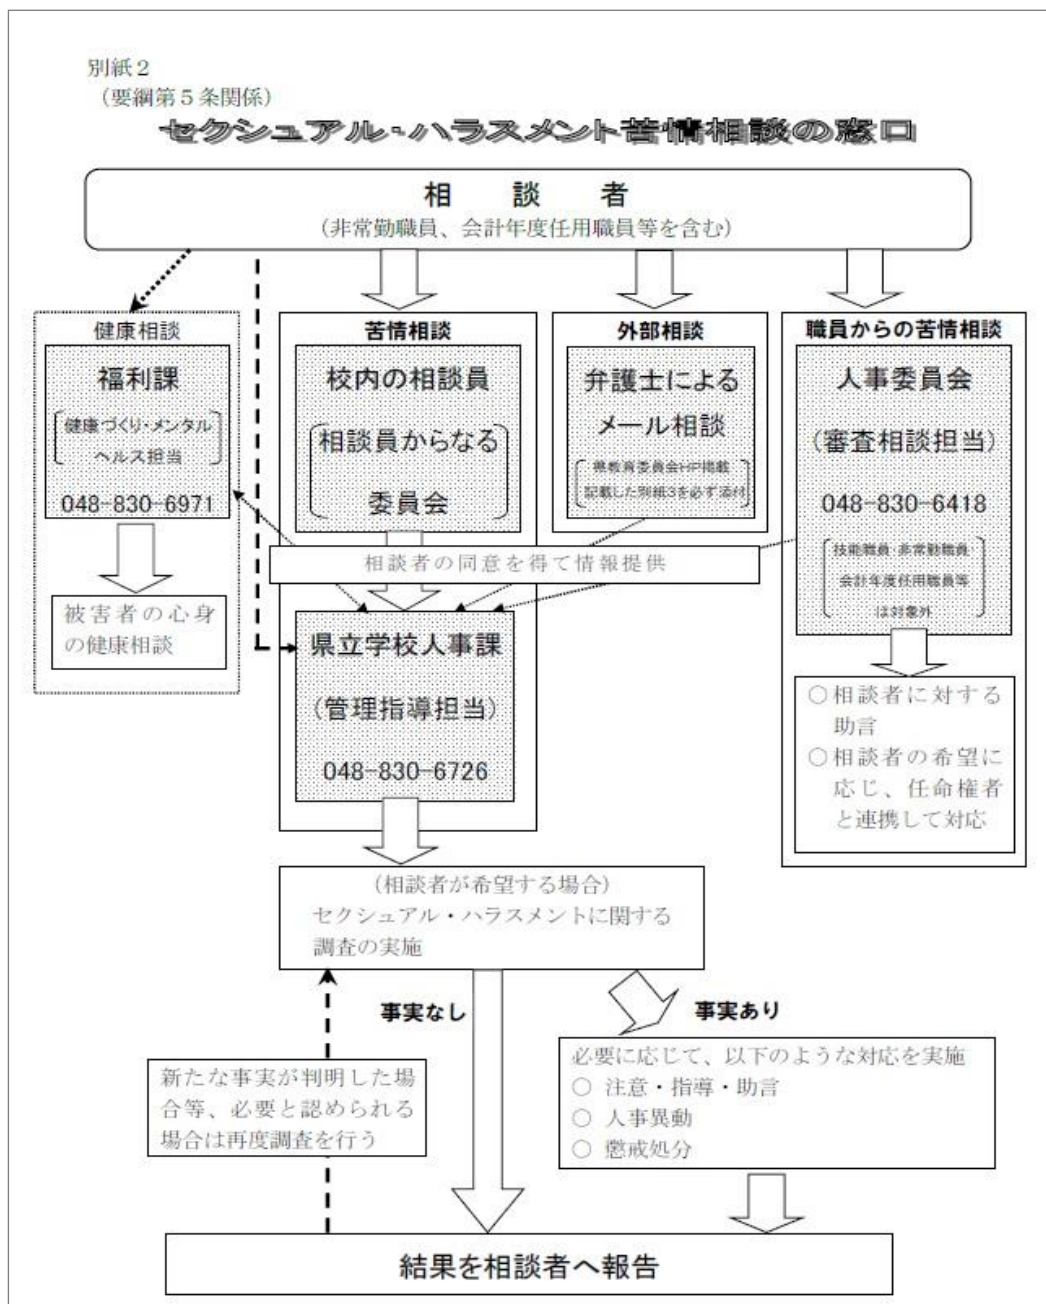 別紙２
（要綱第５条関係）
セクシュアル・ハラスメント苦情相談の窓口
相　談　者
（非常勤職員、会計年度任用職員等を含む）
健康相談
福利課
健康づくり・メンタル
ヘルス担当
048-830-6971
被害者の心身
の健康相談
苦情相談
校内の相談員
相談員からなる
委員会
外部相談
弁護士による
メール相談
県教育委員会HP掲載
記載した別紙3を必ず添付
職員からの苦情相談
人事委員会
（審査相談担当）
048-830-6418
技能職員・非常勤職員
会計年度任用職員等
は対象外
相談者の同意を得て情報提供
県立学校人事課
（管理指導担当）
048-830-6726
○相談者に対する
助言
○相談者の希望に
応じ、任命権者
と連携して対応
（相談者が希望する場合）
セクシュアル・ハラスメントに関する
調査の実施
事実なし
事実あり
新たな事実が判明した場
合等、必要と認められる
場合は再度調査を行う
必要に応じて、以下のような対応を実施
○　注意・指導・助言
○　人事異動
○　懲戒処分
結果を相談者へ報告